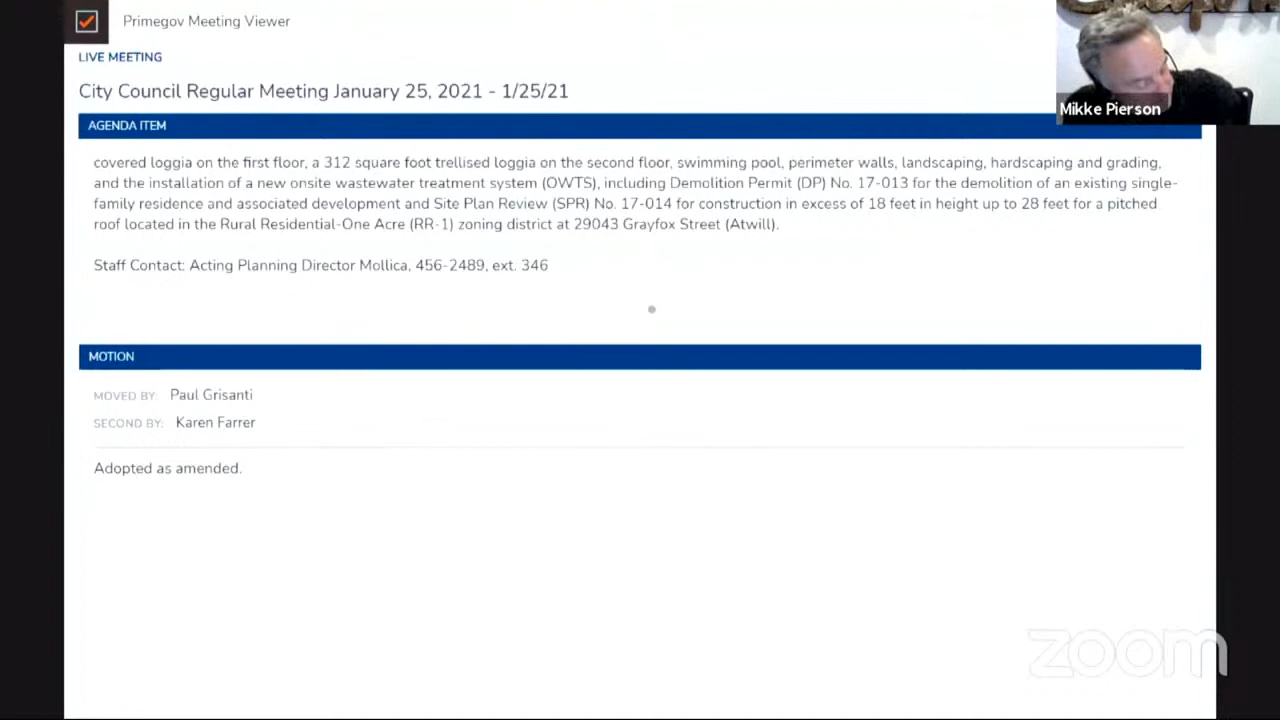 Primegov Meeting Viewer
LIVE MEETING
City Council Regular Meeting January 25, 2021 - 1/25/21
Mikke Pierson
AGENDA ITEM
covered loggia on the first floor, a 312 square foot trellised loggia on the second floor, swimming pool, perimeter walls, landscaping, hardscaping and grading,
and the installation of a new onsite wastewater treatment system (OWTS), including Demolition Permit (DP) No. 17-013 for the demolition of an existing single-
family residence and associated development and Site Plan Review (SPR) No. 17-014 for construction in excess of 18 feet in height up to 28 feet for a pitched
roof located in the Rural Residential-One Acre (RR-1) zoning district at 29043 Grayfox Street (Atwill).
Staff Contact: Acting Planning Director Mollica, 456-2489, ext. 346
MOTION
MOVED BY: Paul Grisanti
SECOND BY: Karen Farrer
Adopted as amended.
zoom